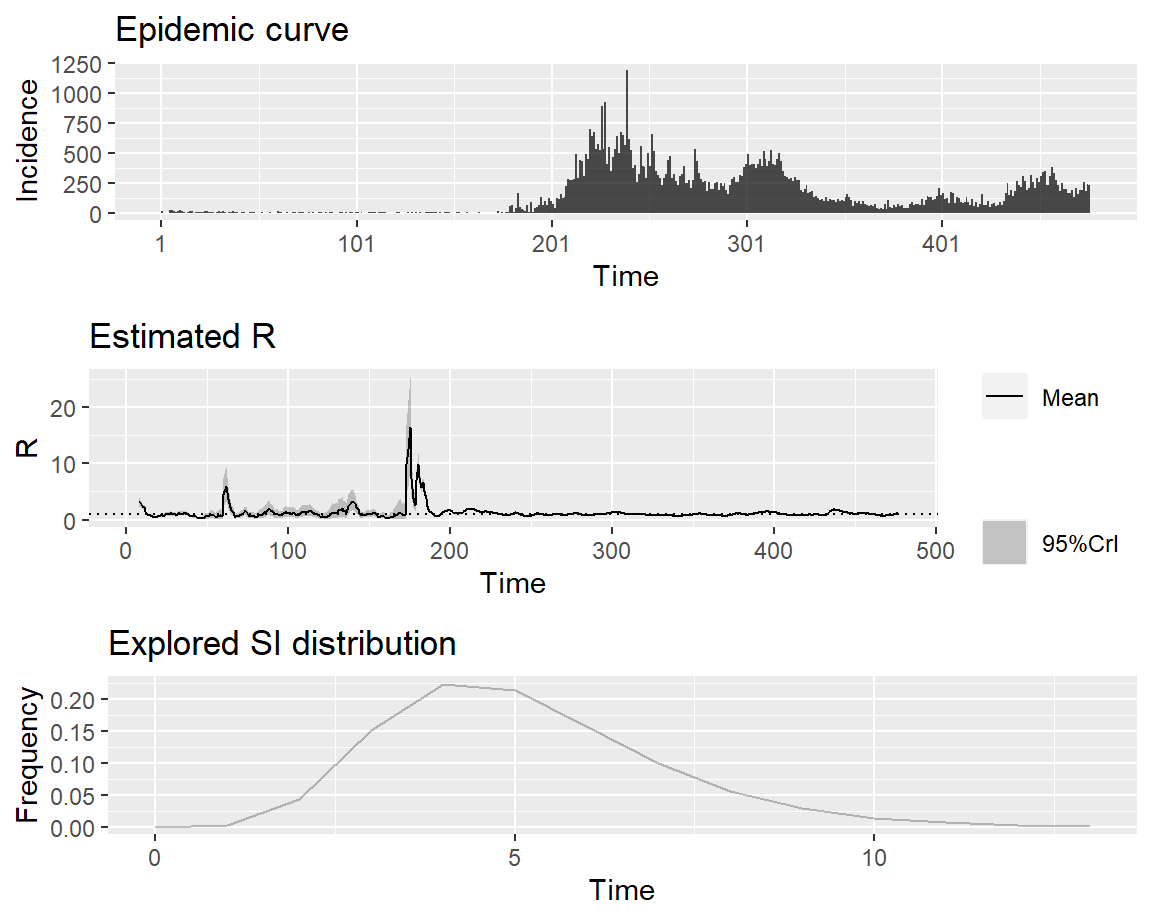 Epidemic curve
1250
1000
750
500
250
0
Incidence
1 101 201 301 401
Time
Estimated R
20
10
0
R
0 100 200 300 400 500
Time
Mean
95%CrI
Explored SI distribution
0.20
0.15
0.10
0.05
0.00
Frequency
0 5 10
Time